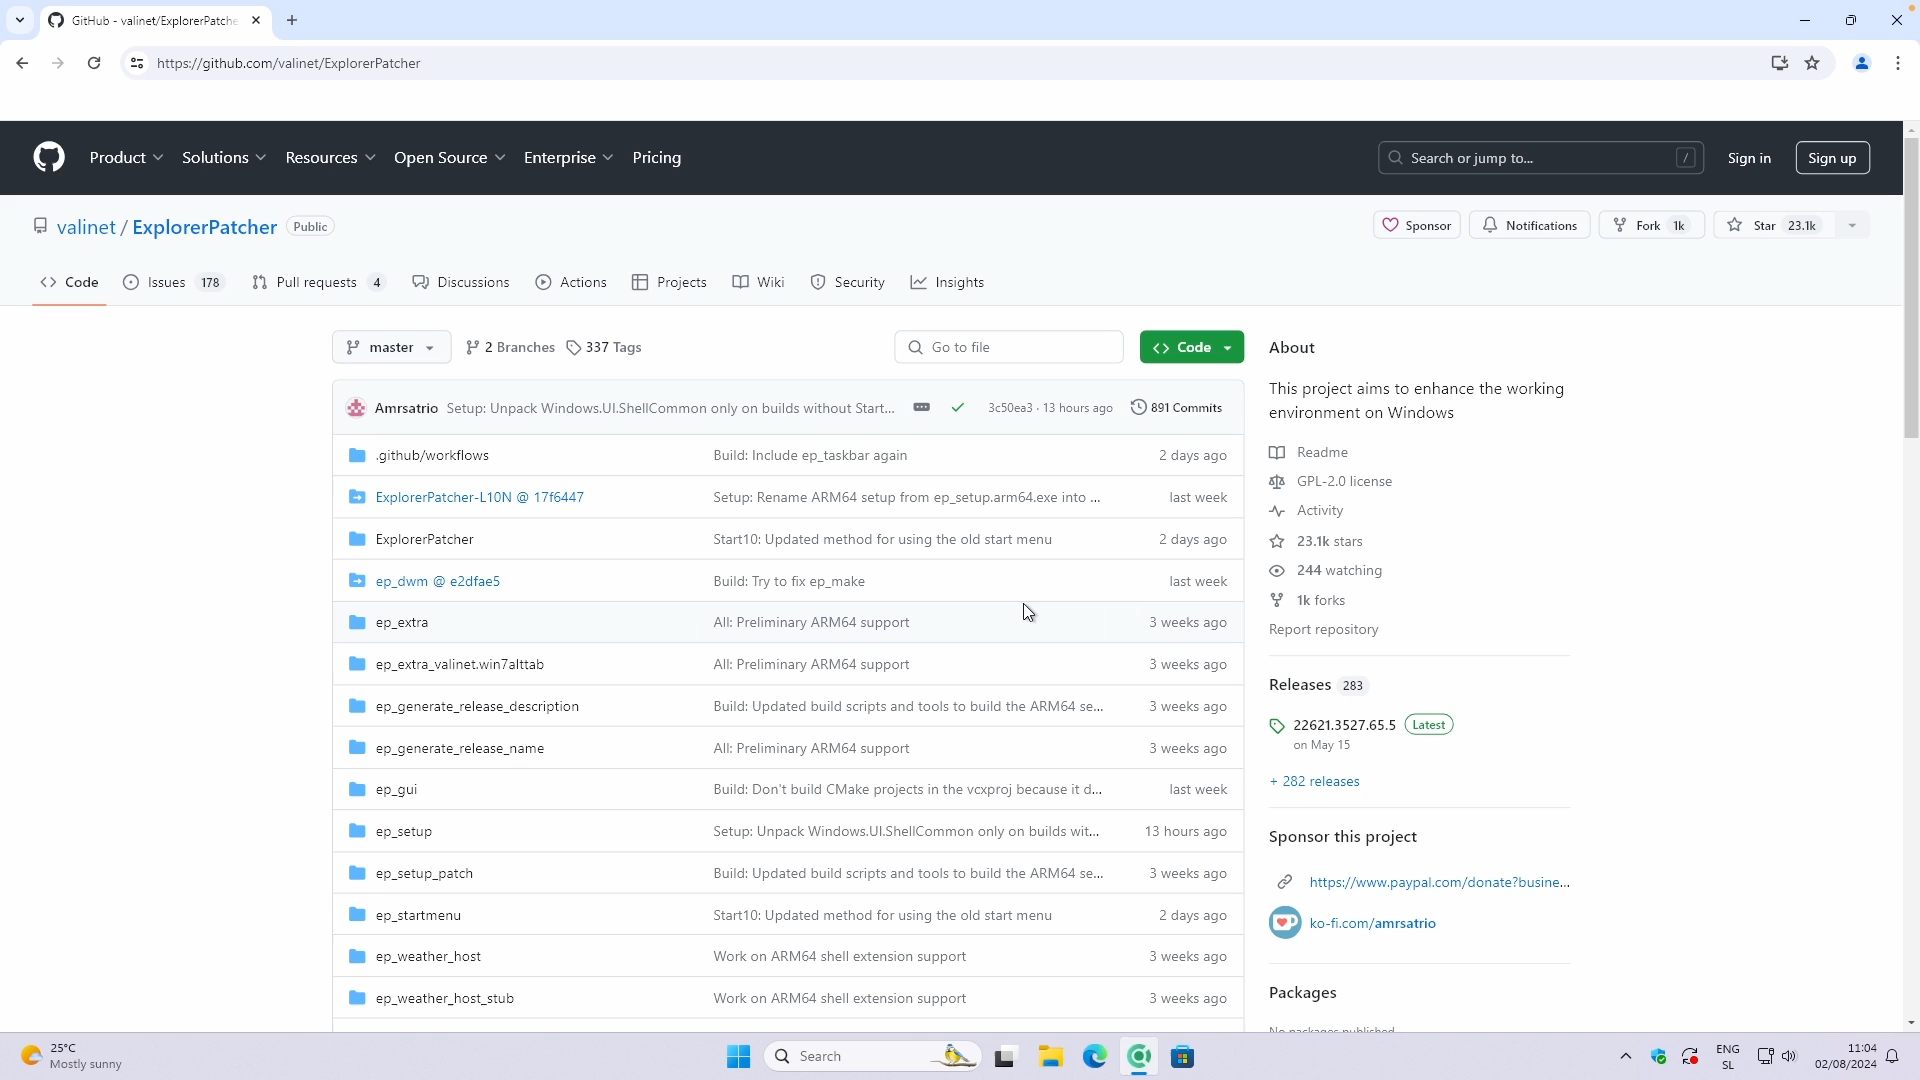 GitHub - valinet/ExplorerPatche
https://github.com/valinet/ExplorerPatcher
Product Solutions Resources Open Source Enterprise Pricing Search or jump to... / Sign in Sign up
valinet / ExplorerPatcher Public Sponsor Notifications Fork 1k Star 23.1k
Code Issues 178 Pull requests 4 Discussions Actions Projects Wiki Security Insights
master 2 Branches 337 Tags Go to file Code
Amrsatrio Setup: Unpack Windows.UI.ShellCommon only on builds without Start... 3c50ea3 · 13 hours ago 891 Commits
.github/workflows Build: Include ep_taskbar again 2 days ago
ExplorerPatcher-L10N @ 17f6447 Setup: Rename ARM64 setup from ep_setup.arm64.exe into ... last week
ExplorerPatcher Start10: Updated method for using the old start menu 2 days ago
ep_dwm @ e2dfae5 Build: Try to fix ep_make last week
ep_extra All: Preliminary ARM64 support 3 weeks ago
ep_extra_valinet.win7alttab All: Preliminary ARM64 support 3 weeks ago
ep_generate_release_description Build: Updated build scripts and tools to build the ARM64 se... 3 weeks ago
ep_generate_release_name All: Preliminary ARM64 support 3 weeks ago
ep_gui Build: Don't build CMake projects in the vcxproj because it d... last week
ep_setup Setup: Unpack Windows.UI.ShellCommon only on builds wit... 13 hours ago
ep_setup_patch Build: Updated build scripts and tools to build the ARM64 se... 3 weeks ago
ep_startmenu Start10: Updated method for using the old start menu 2 days ago
ep_weather_host Work on ARM64 shell extension support 3 weeks ago
ep_weather_host_stub Work on ARM64 shell extension support 3 weeks ago
About
This project aims to enhance the working
environment on Windows
Readme
GPL-2.0 license
Activity
23.1k stars
244 watching
1k forks
Report repository
Releases 283
22621.3527.65.5 Latest
on May 15
+ 282 releases
Sponsor this project
https://www.paypal.com/donate?busine...
ko-fi.com/amrsatrio
Packages
No packages published
25°C
Mostly sunny
Search
ENG
SL
11:04
02/08/2024